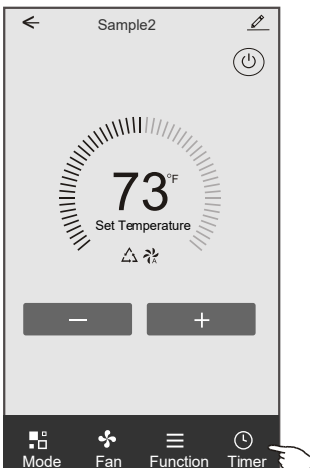 Sample2
73°F
Set Temperature
A
— +
Mode Fan Function Timer